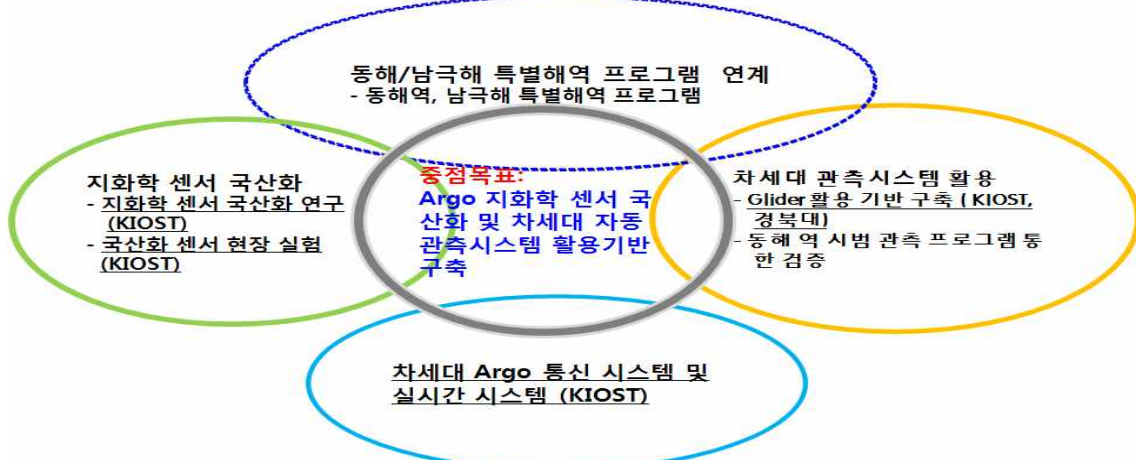 동해/남극해 특별해역 프로그램 연계
- 동해역, 남극해 특별해역 프로그램
지화학 센서 국산화
- 지화학 센서 국산화 연구
(KIOST)
- 국산화 센서 현장 실험
(KIOST)
중점목표:
Argo 지화학 센서 국
산화 및 차세대 자동
관측시스템 활용기반
구축
차세대 관측시스템 활용
- Glider 활용 기반 구축 ( KIOST,
경북대)
- 동해 역 시범 관측 프로그램 통
한 검증
차세대 Argo 통신 시스템 및
실시간 시스템 (KIOST)